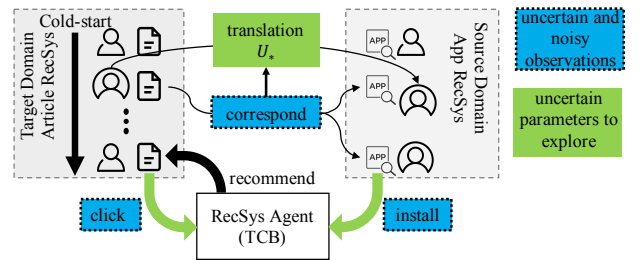 Cold-start
Target Domain
Article RecSys
translation
U*
correspond
APP
APP
APP
Source Domain
App RecSys
uncertain and
noisy
observations
uncertain
parameters to
explore
recommend
click
RecSys Agent
(TCB)
install